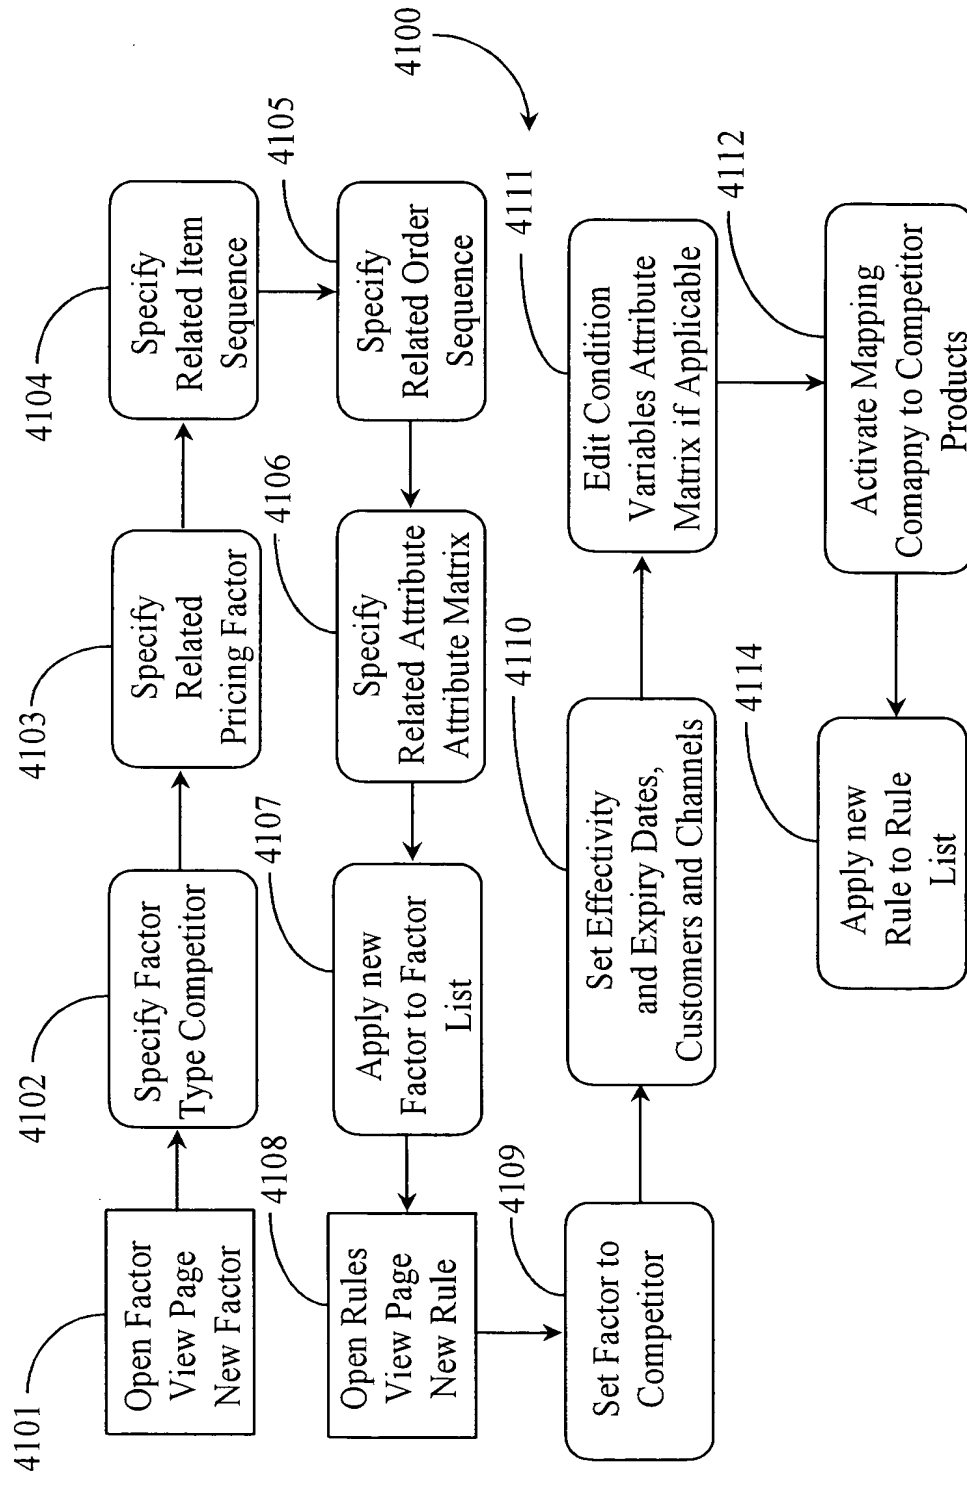 4101
Open Factor
View Page
New Factor
4102
Specify Factor
Type Competitor
4103
Specify
Related
Pricing Factor
4104
Specify
Related Item
Sequence
4105
Specify
Related Order
Sequence
4106
Specify
Related Attribute
Attribute Matrix
4107
Apply new
Factor to Factor
List
4108
Open Rules
View Page
New Rule
4109
Set Factor to
Competitor
4110
Set Effectivity
and Expiry Dates,
Customers and Channels
4111
Edit Condition
Variables Attribute
Matrix if Applicable
4112
Activate Mapping
Comapny to Competitor
Products
4114
Apply new
Rule to Rule
List
4100